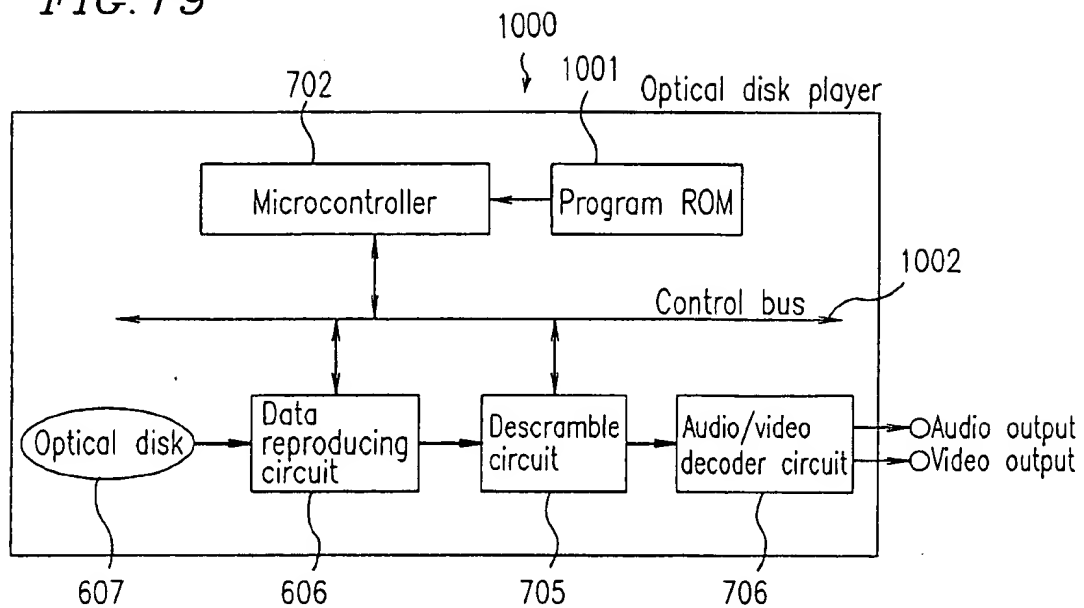 FIG. 79
1000
702
1001
Optical disk player
Microcontroller
Program ROM
1002
Control bus
Optical disk
Data
reproducing
circuit
Descramble
circuit
Audio/video
decoder circuit
Audio output
Video output
607
606
705
706